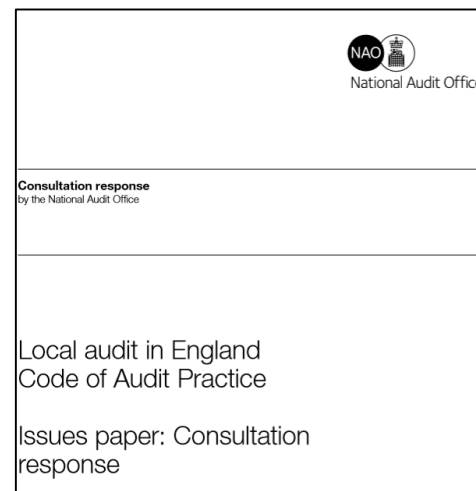 NAO
National Audit Office
Consultation response
by the National Audit Office
Local audit in England
Code of Audit Practice
Issues paper: Consultation
response